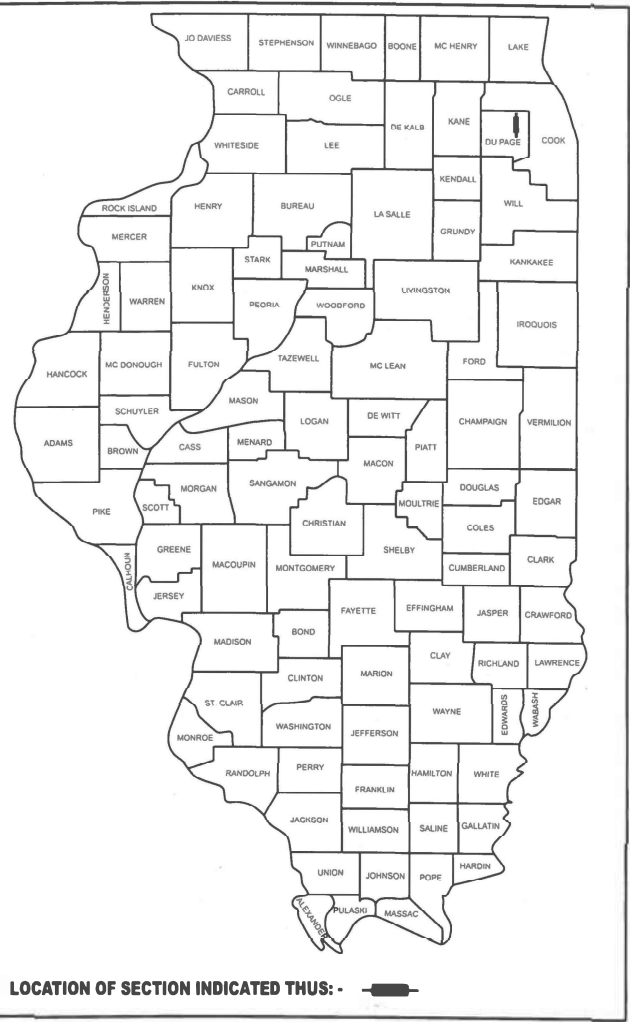 JO DAVIESS
STEPHENSON
WINNEBAGO
BOONE
MC HENRY
LAKE
CARROLL
OGLE
DE KALB
KANE
DU PAGE
COOK
WHITESIDE
LEE
KENDALL
WILL
ROCK ISLAND
HENRY
BUREAU
LA SALLE
GRUNDY
MERCER
PUTNAM
KANKAKEE
STARK
MARSHALL
HENDERSON
WARREN
KNOX
PEORIA
WOODFORD
LIVINGSTON
IROQUOIS
HANCOCK
MC DONOUGH
FULTON
TAZEWELL
MC LEAN
FORD
MASON
SCHUYLER
LOGAN
DE WITT
CHAMPAIGN
VERMILION
ADAMS
BROWN
CASS
MENARD
PIATT
MACON
PIKE
SCOTT
MORGAN
SANGAMON
DOUGLAS
EDGAR
MOULTRIE
CHRISTIAN
COLES
GREENE
MACOUPIN
MONTGOMERY
SHELBY
CUMBERLAND
CLARK
CALHOUN
JERSEY
FAYETTE
EFFINGHAM
JASPER
CRAWFORD
MADISON
BOND
CLAY
RICHLAND
LAWRENCE
CLINTON
MARION
ST. CLAIR
WAYNE
EDWARDS
WABASH
WASHINGTON
JEFFERSON
MONROE
RANDOLPH
PERRY
HAMILTON
WHITE
FRANKLIN
JACKSON
WILLIAMSON
SALINE
GALLATIN
UNION
JOHNSON
POPE
HARDIN
ALEXANDER
PULASKI
MASSAC
LOCATION OF SECTION INDICATED THUS: -